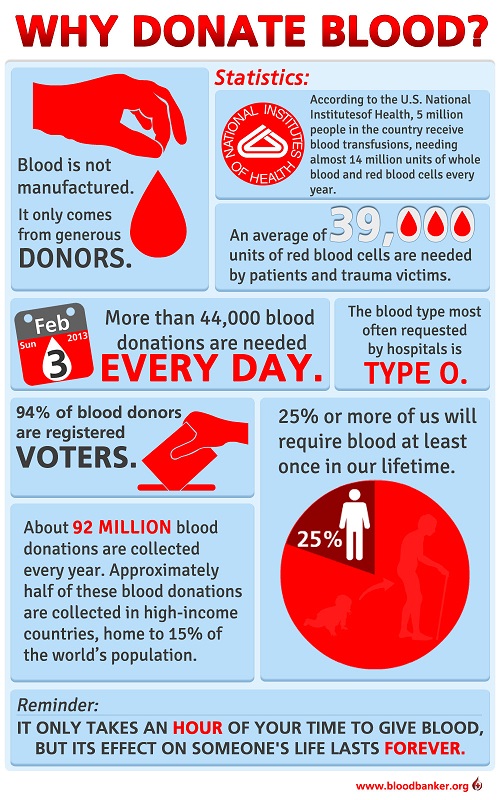 WHY DONATE BLOOD?
Blood is not
manufactured.
It only comes
from generous
DONORS.
Statistics:
NATIONAL INSTITUTES
OF HEALTH
According to the U.S. National
Institutesof Health, 5 million
people in the country receive
blood transfusions, needing
almost 14 million units of whole
blood and red blood cells every
year.
An average of 39,000
units of red blood cells are needed
by patients and trauma victims.
Feb
Sun 2013
3
More than 44,000 blood
donations are needed
EVERY DAY.
The blood type most
often requested
by hospitals is
TYPE O.
94% of blood donors
are registered
VOTERS.
25% or more of us will
require blood at least
once in our lifetime.
25%
About 92 MILLION blood
donations are collected
every year. Approximately
half of these blood donations
are collected in high-income
countries, home to 15% of
the world's population.
Reminder:
IT ONLY TAKES AN HOUR OF YOUR TIME TO GIVE BLOOD,
BUT ITS EFFECT ON SOMEONE'S LIFE LASTS FOREVER.
www.bloodbanker.org